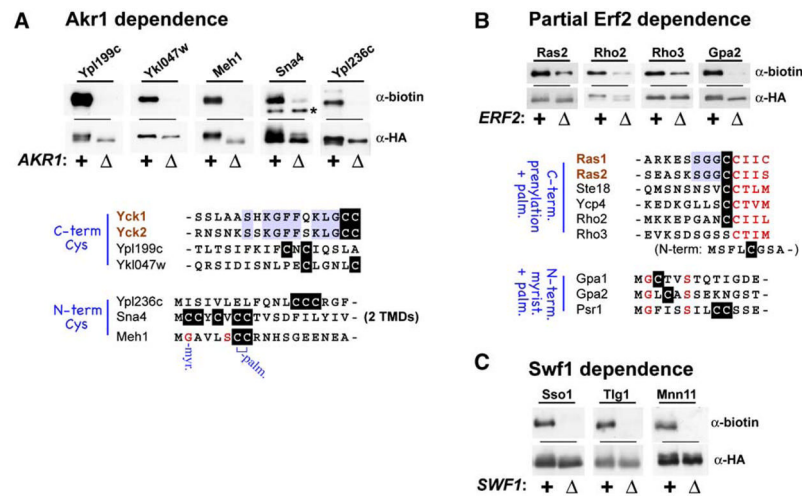 A Akr1 dependence
Ypl199c Ykl047w Meh1 Sna4 Ypl236c
α-biotin
*
α-HA
AKR1: + Δ + Δ + Δ + Δ + Δ
C-term Cys
Yck1 -SSLAASHKGFFQKLGCC
Yck2 -RNSNKSKGFFSKLGCC
Ypl199c -TLTSIFKIFCNCIQSLA
Ykl047w -QRSIDISNLPECLGNLC
N-term Cys
Ypl236c MISIVLELFQNLCCCRGF-
Sna4 MCCYCVCCTVSDFILYIV- (2 TMDs)
Meh1 MGAVLSCCRNHSGEENEA-
-myr.
-palm.
B Partial Erf2 dependence
Ras2 Rho2 Rho3 Gpa2
α-biotin
α-HA
ERF2: + Δ + Δ + Δ + Δ
C-term. prenylation + palm.
Ras1 -ARKESSGGCCIIC
Ras2 -SEASKSGGCCIIS
Ste18 -QMSNSNSVCCTLM
Ycp4 -EDKGLLSCCTVM
Rho2 -MKKEPGANCCIIL
Rho3 -EVKSDSGSSCTIM
(N-term: MSFLCGSA-)
N-term. myrist. + palm.
Gpa1 MGCTVSTQTIGDE-
Gpa2 MGLCASSEKNGST-
Psr1 MGFISSILCCSSE-
C Swf1 dependence
Sso1 Tlg1 Mnn11
α-biotin
α-HA
SWF1: + Δ + Δ + Δ